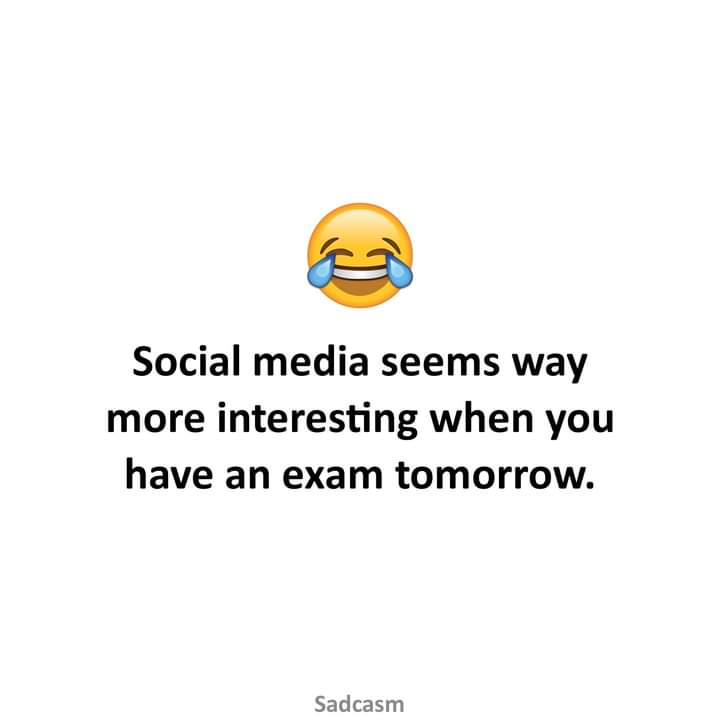 Social media seems way
more interesting when you
have an exam tomorrow.
Sadcasm